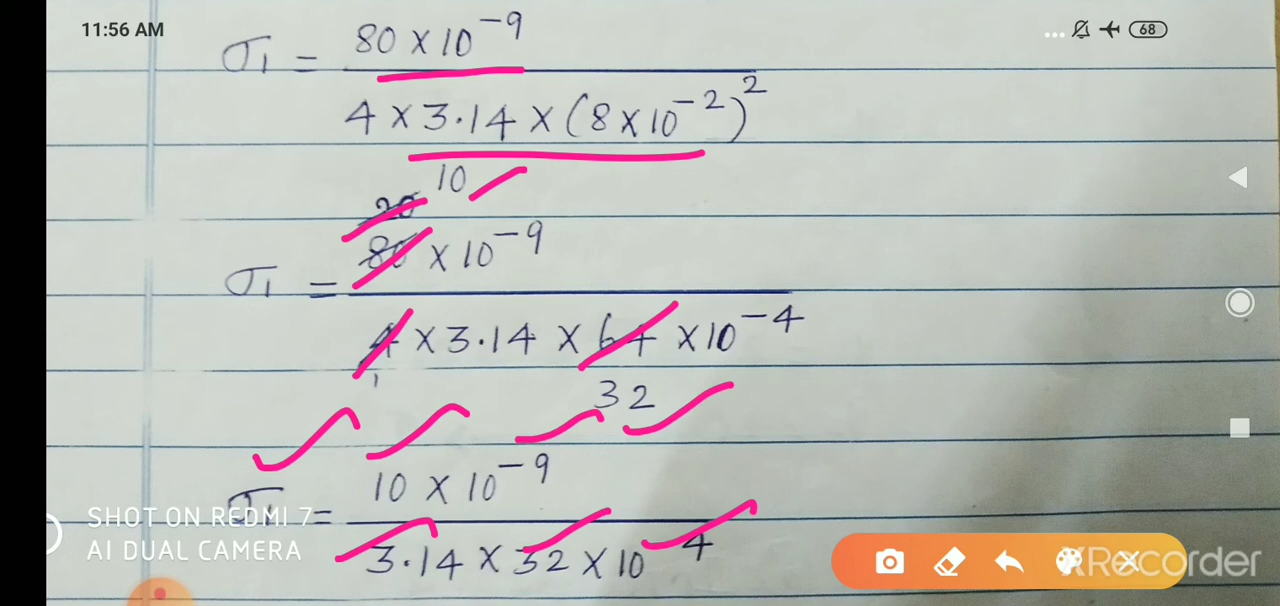 11:56 AM
68
σ₁ = 80 × 10⁻⁹
4 × 3.14 × (8 × 10⁻²)²
10
20
σ₁ = 80 × 10⁻⁹
4 × 3.14 × 64 × 10⁻⁴
1
32
σ₁ = 10 × 10⁻⁹
3.14 × 32 × 10⁻⁴
SHOT ON REDMI 7
AI DUAL CAMERA
XRecorder